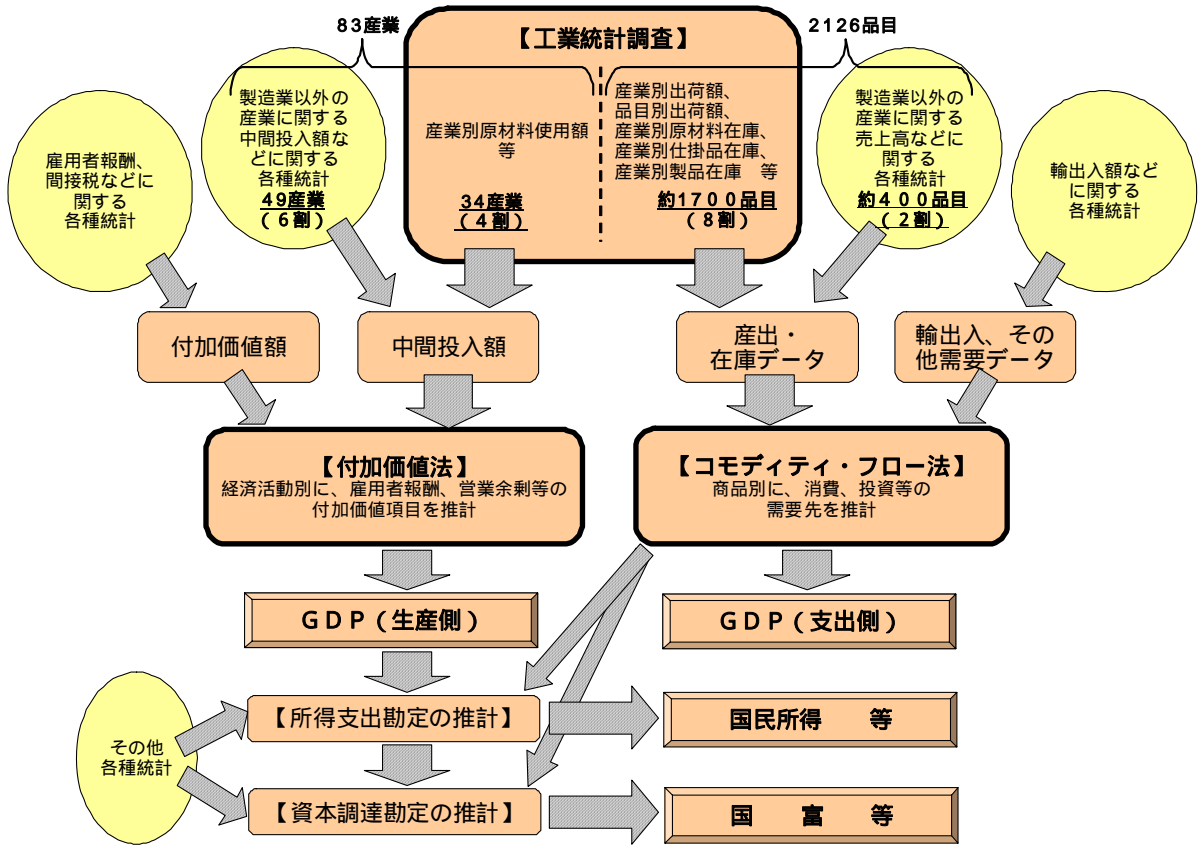 83産業
2126品目
【工業統計調査】
雇用者報酬、
間接税などに
関する
各種統計
製造業以外の
産業に関する
中間投入額な
どに関する
各種統計
49産業
(6割)
産業別原材料使用額
等
34産業
(4割)
産業別出荷額、
品目別出荷額、
産業別原材料在庫、
産業別仕掛品在庫、
産業別製品在庫 等
約1700品目
(8割)
製造業以外の
産業に関する
売上高などに
関する
各種統計
約400品目
(2割)
輸出入額など
に関する
各種統計
付加価値額
中間投入額
産出・
在庫データ
輸出入、その
他需要データ
【付加価値法】
経済活動別に、雇用者報酬、営業余剰等の
付加価値項目を推計
【コモディティ・フロー法】
商品別に、消費、投資等の
需要先を推計
GDP(生産側)
GDP(支出側)
その他
各種統計
【所得支出勘定の推計】
国民所得 等
【資本調達勘定の推計】
国 富 等